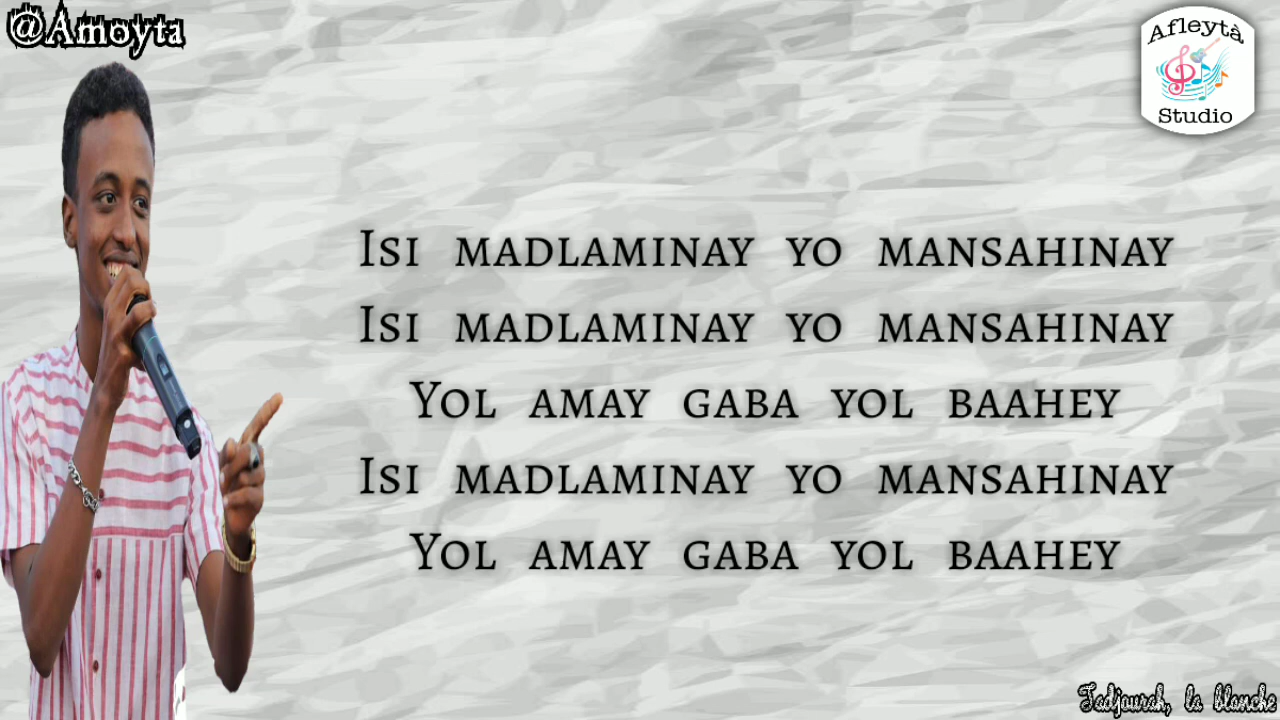 @Amoyta
Afleytà
Studio
Isi madlaminay yo mansahinay
Isi madlaminay yo mansahinay
Yol amay gaba yol baahey
Isi madlaminay yo mansahinay
Yol amay gaba yol baahey
Tadjourah, la blanche